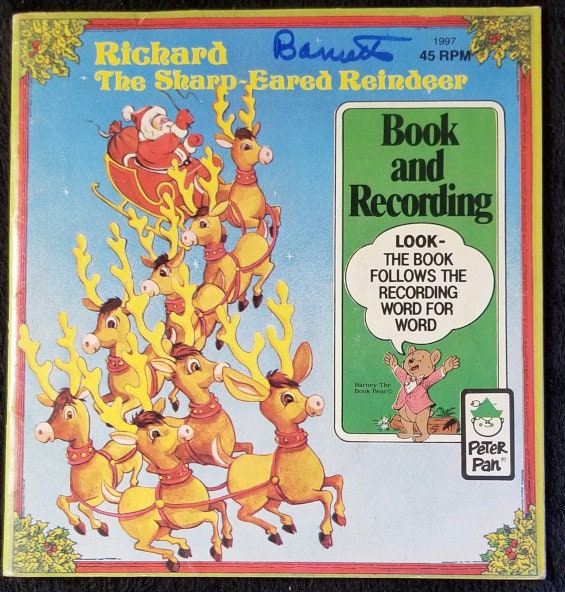 Richard
Barnett
1997
45 RPM
The Sharp-Eared Reindeer
Book
and
Recording
LOOK-
THE BOOK
FOLLOWS THE
RECORDING
WORD FOR
WORD
Barney The
Book Bear©
PETER
PAN®